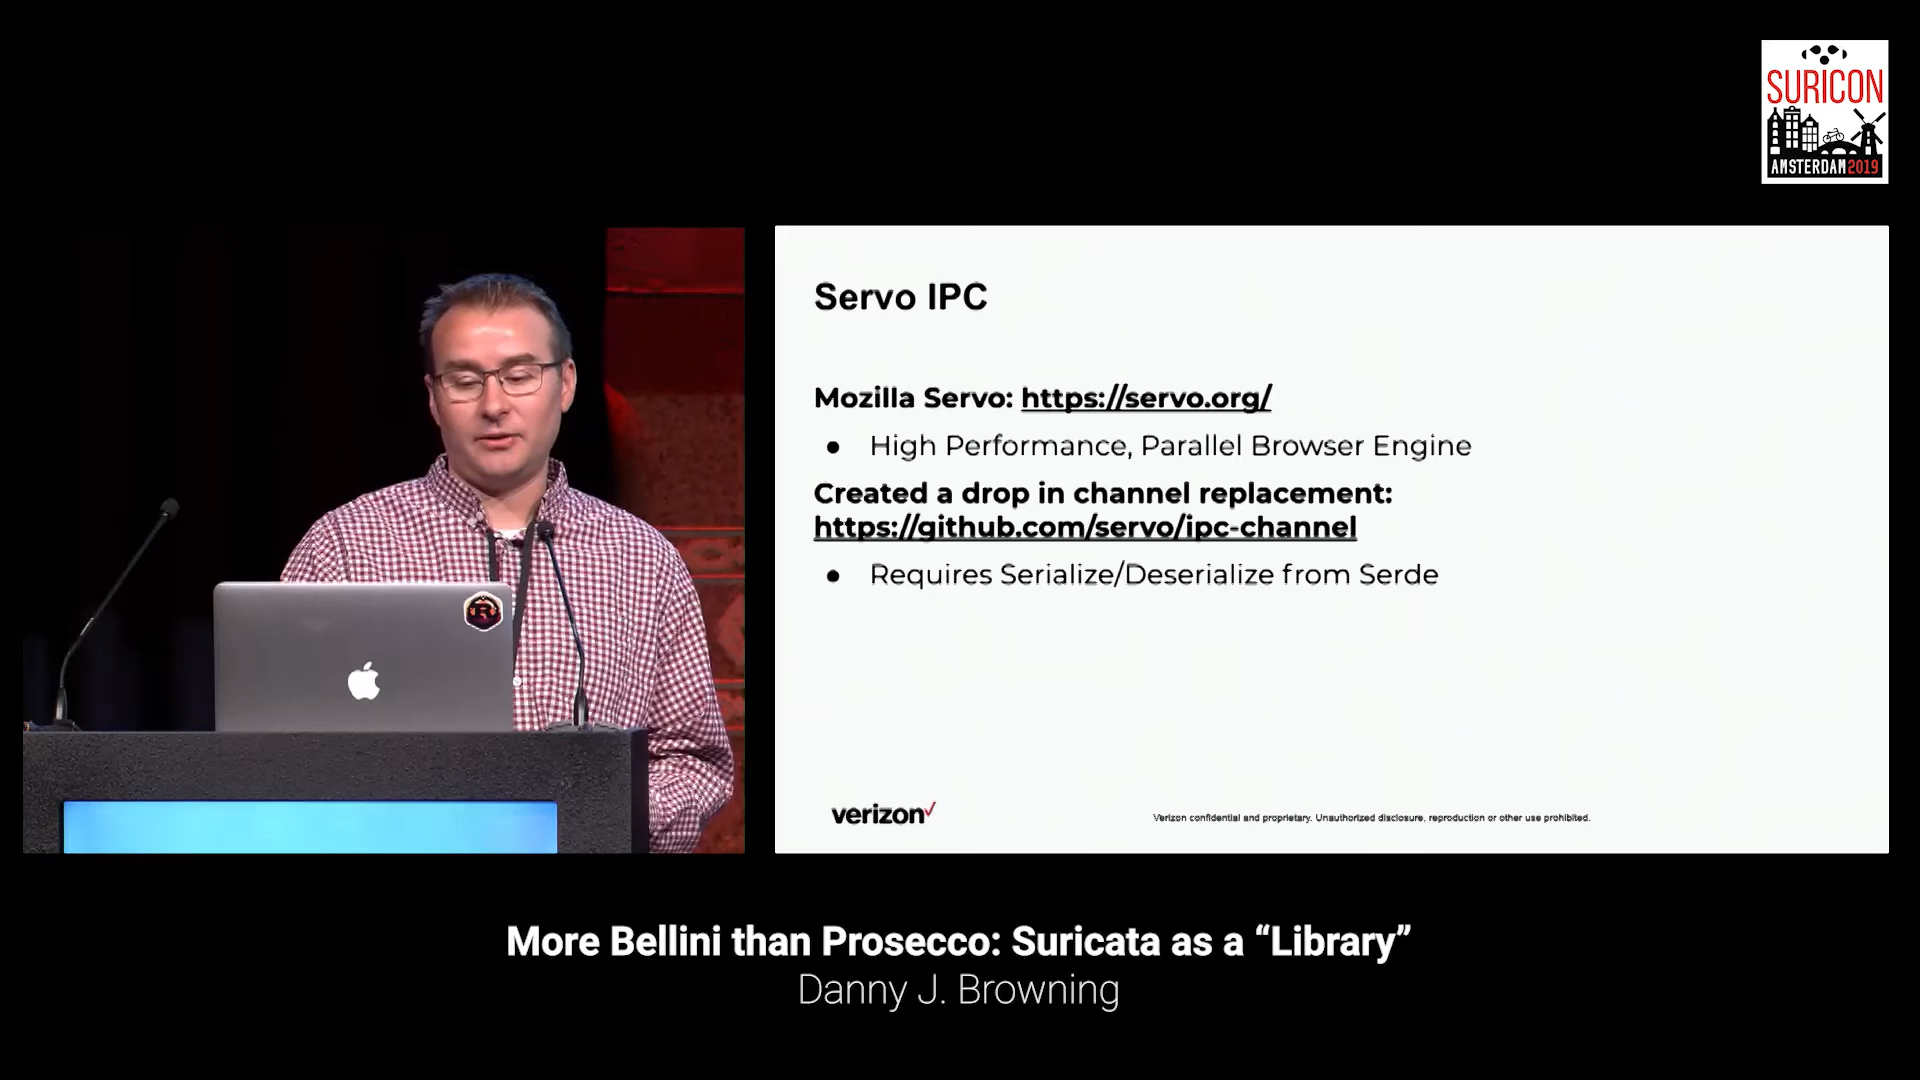 SURICON
AMSTERDAM 2019
Servo IPC
Mozilla Servo: https://servo.org/
● High Performance, Parallel Browser Engine
Created a drop in channel replacement:
https://github.com/servo/ipc-channel
● Requires Serialize/Deserialize from Serde
verizon✓
Verizon confidential and proprietary. Unauthorized disclosure, reproduction or other use prohibited.
R
More Bellini than Prosecco: Suricata as a “Library”
Danny J. Browning